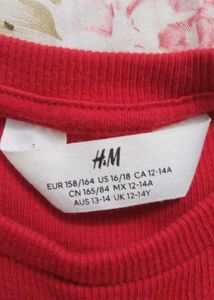 H&M
EUR 158/164 US 16/18 CA 12-14A
CN 165/84 MX 12-14A
AUS 13-14 UK 12-14Y